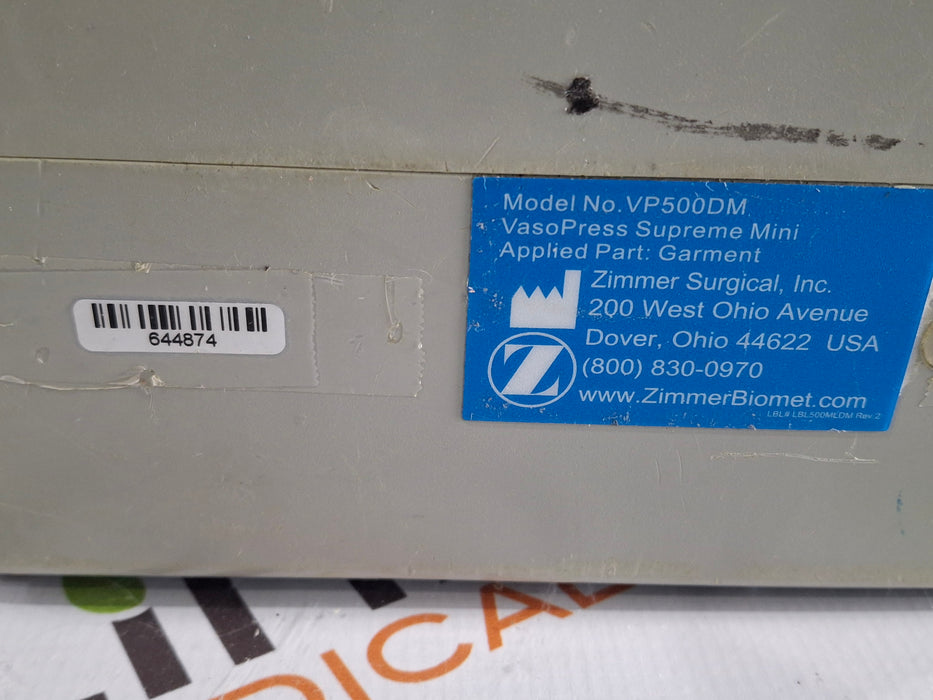 644874
Model No.VP500DM
VasoPress Supreme Mini
Applied Part: Garment
Zimmer Surgical, Inc.
200 West Ohio Avenue
Dover, Ohio 44622 USA
Z
(800) 830-0970
www.ZimmerBiomet.com
LBL# LBL500MLDM Rev.2
DICAL